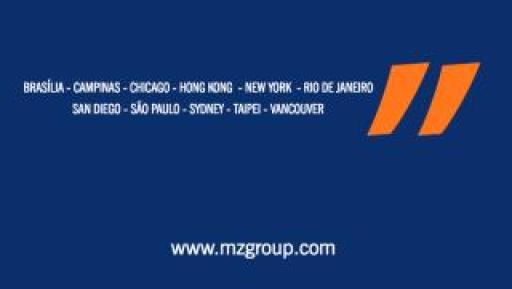 BRASÍLIA - CAMPINAS - CHICAGO - HONG KONG - NEW YORK - RIO DE JANEIRO
SAN DIEGO - SÃO PAULO - SYDNEY - TAIPEI - VANCOUVER
www.mzgroup.com